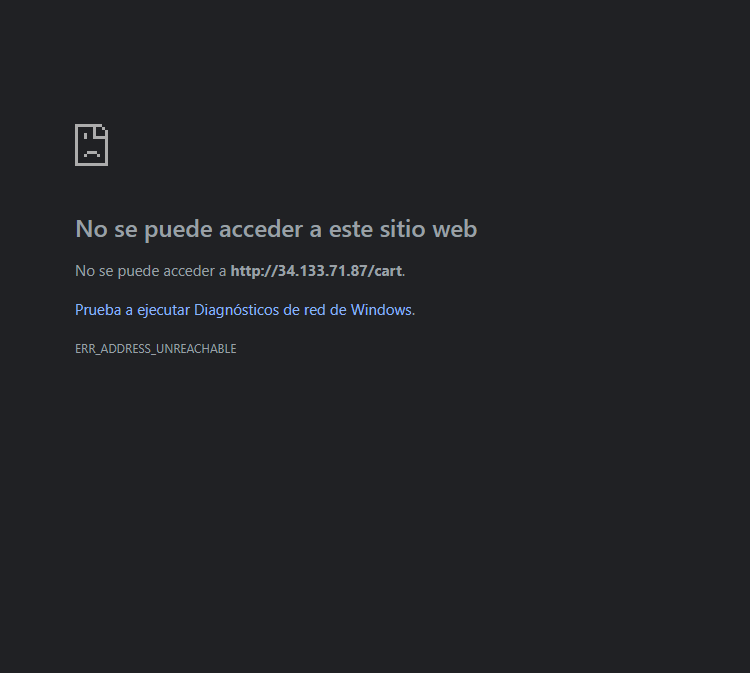 No se puede acceder a este sitio web
No se puede acceder a http://34.133.71.87/cart.
Prueba a ejecutar Diagnósticos de red de Windows.
ERR_ADDRESS_UNREACHABLE